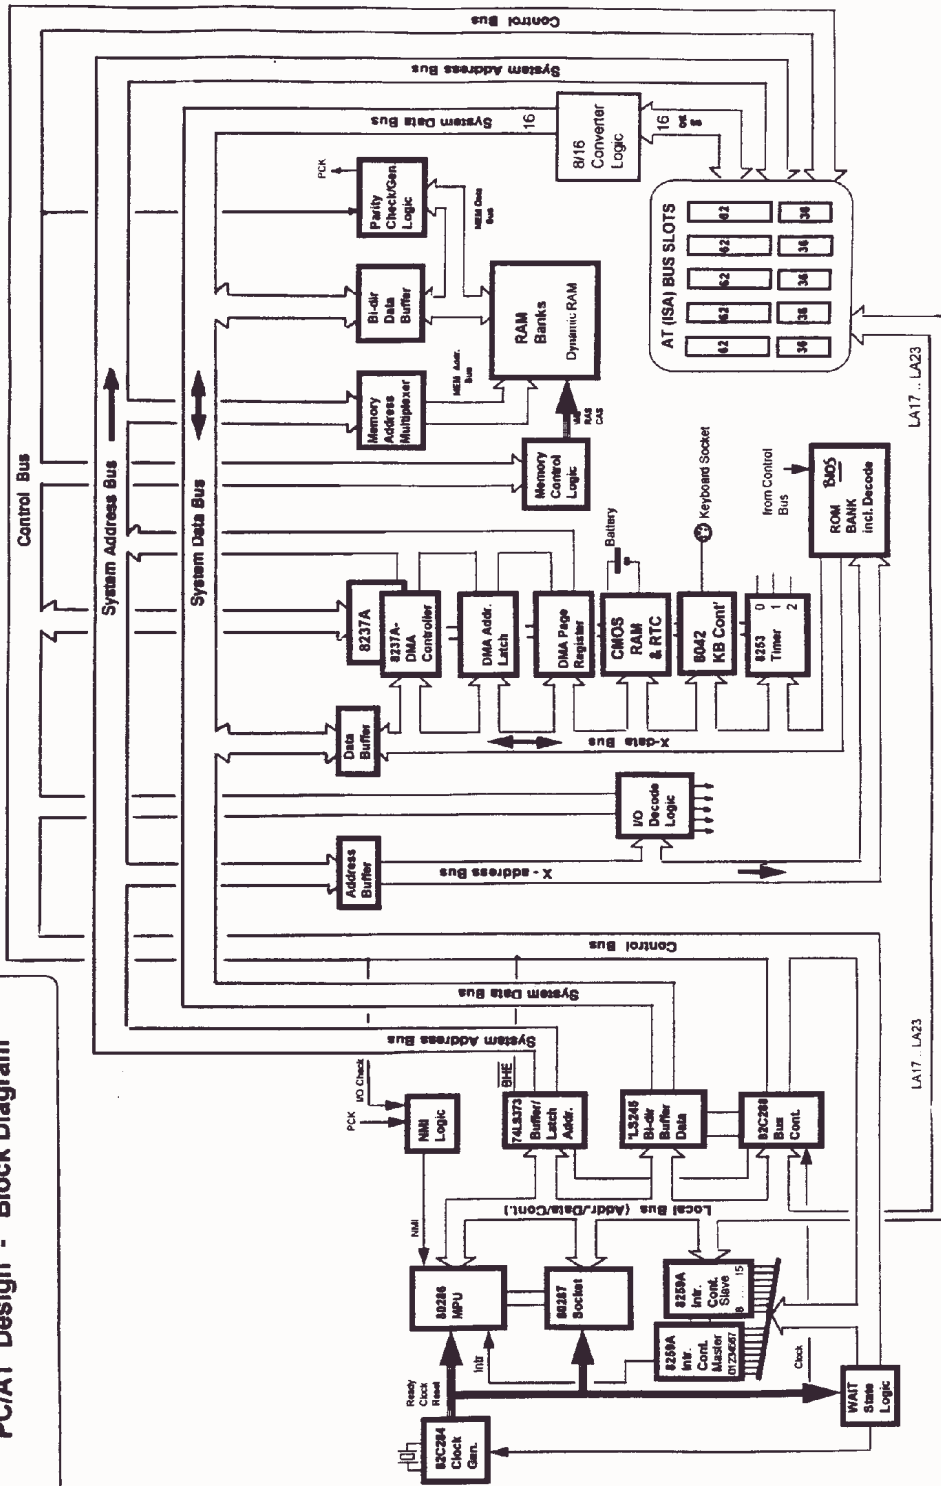 PC/AT Design - Block Diagram
82C284
Clock
Gen.
Ready
Clock
Reset
Intr
80286
MPU
NMI
NMI
Logic
PCK
I/O Check
80287
Socket
8259A
Intr.
Cont.
Master
01234567
8259A
Intr.
Cont.
Slave
8 . . . . 15
Clock
WAIT
State
Logic
Local Bus (Addr./Data/Cont.)
74LS373
Buffer/
Latch
Addr.
BHE
'LS245
Bi-dir
Buffer
Data
82C288
Bus
Cont.
System Address Bus
System Data Bus
Control Bus
LA17 .. LA23
Address
Buffer
X - address Bus
I/O
Decode
Logic
Data
Buffer
X-data Bus
8237A
8237A-
DMA
Controller
DMA Addr.
Latch
DMA Page
Register
CMOS
RAM
& RTC
Battery
8042
KB Cont'
Keyboard Socket
8253
Timer
0
1
2
from Control
Bus
ROM BIOS
BANK
incl. Decode
Control Bus
System Address Bus
System Data Bus
Memory
Control
Logic
RAS
CAS
Memory
Address
Multiplexer
MEM Addr.
Bus
Bi-dir
Data
Buffer
RAM
Banks
Dynamic RAM
Parity
Check/Gen.
Logic
PCK
MEM Data
Bus
System Data Bus
16
8/16
Converter
Logic
16
System Address Bus
Control Bus
AT (ISA) BUS SLOTS
62
62
62
62
62
36
36
36
36
36
LA17 .. LA23